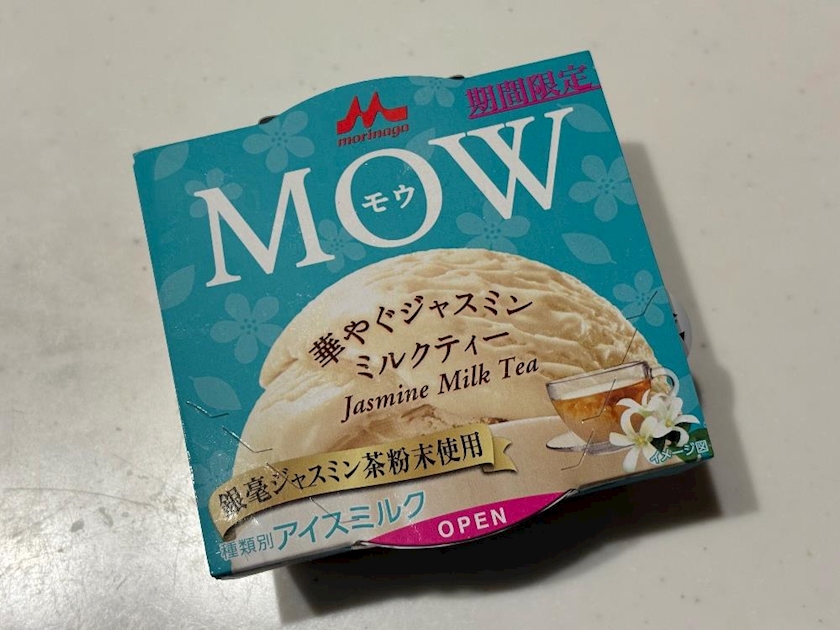 morinaga
期間限定
MOW
モウ
華やぐジャスミン
ミルクティー
Jasmine Milk Tea
銀毫ジャスミン茶粉末使用
種類別アイスミルク
OPEN
イメージ図